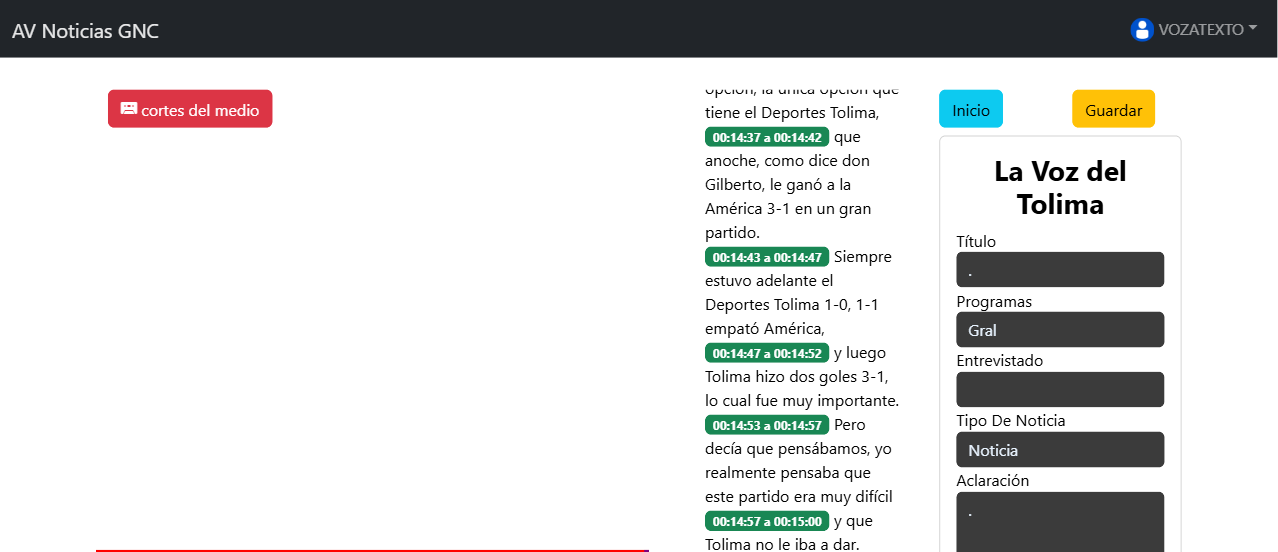 AV Noticias GNC
VOZATEXTO
cortes del medio
opción, la única opción que
tiene el Deportes Tolima,
00:14:37 a 00:14:42 que
anoche, como dice don
Gilberto, le ganó a la
América 3-1 en un gran
partido.
00:14:43 a 00:14:47 Siempre
estuvo adelante el
Deportes Tolima 1-0, 1-1
empató América,
00:14:47 a 00:14:52 y luego
Tolima hizo dos goles 3-1,
lo cual fue muy importante.
00:14:53 a 00:14:57 Pero
decía que pensábamos, yo
realmente pensaba que
este partido era muy difícil
00:14:57 a 00:15:00 y que
Tolima no le iba a dar.
Inicio
Guardar
La Voz del
Tolima
Título
.
Programas
Gral
Entrevistado
Tipo De Noticia
Noticia
Aclaración
.